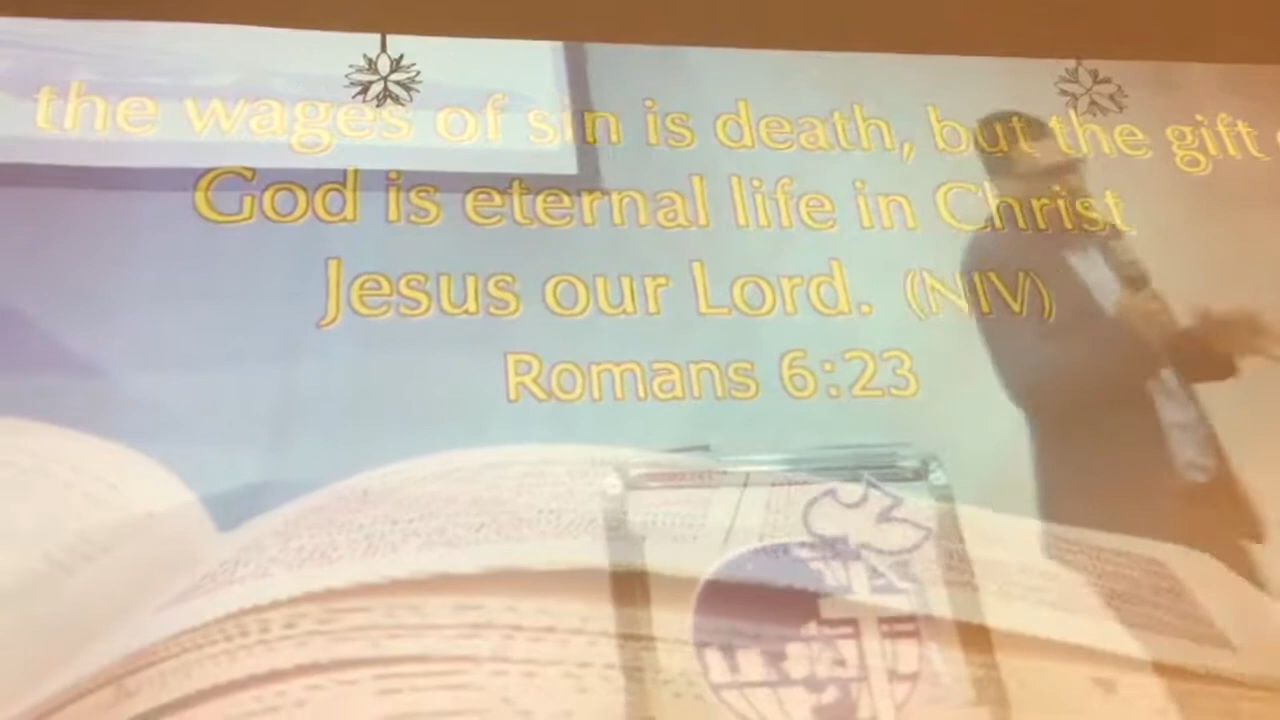 the wages of sin is death, but the gift
God is eternal life in Christ
Jesus our Lord. (NIV)
Romans 6:23